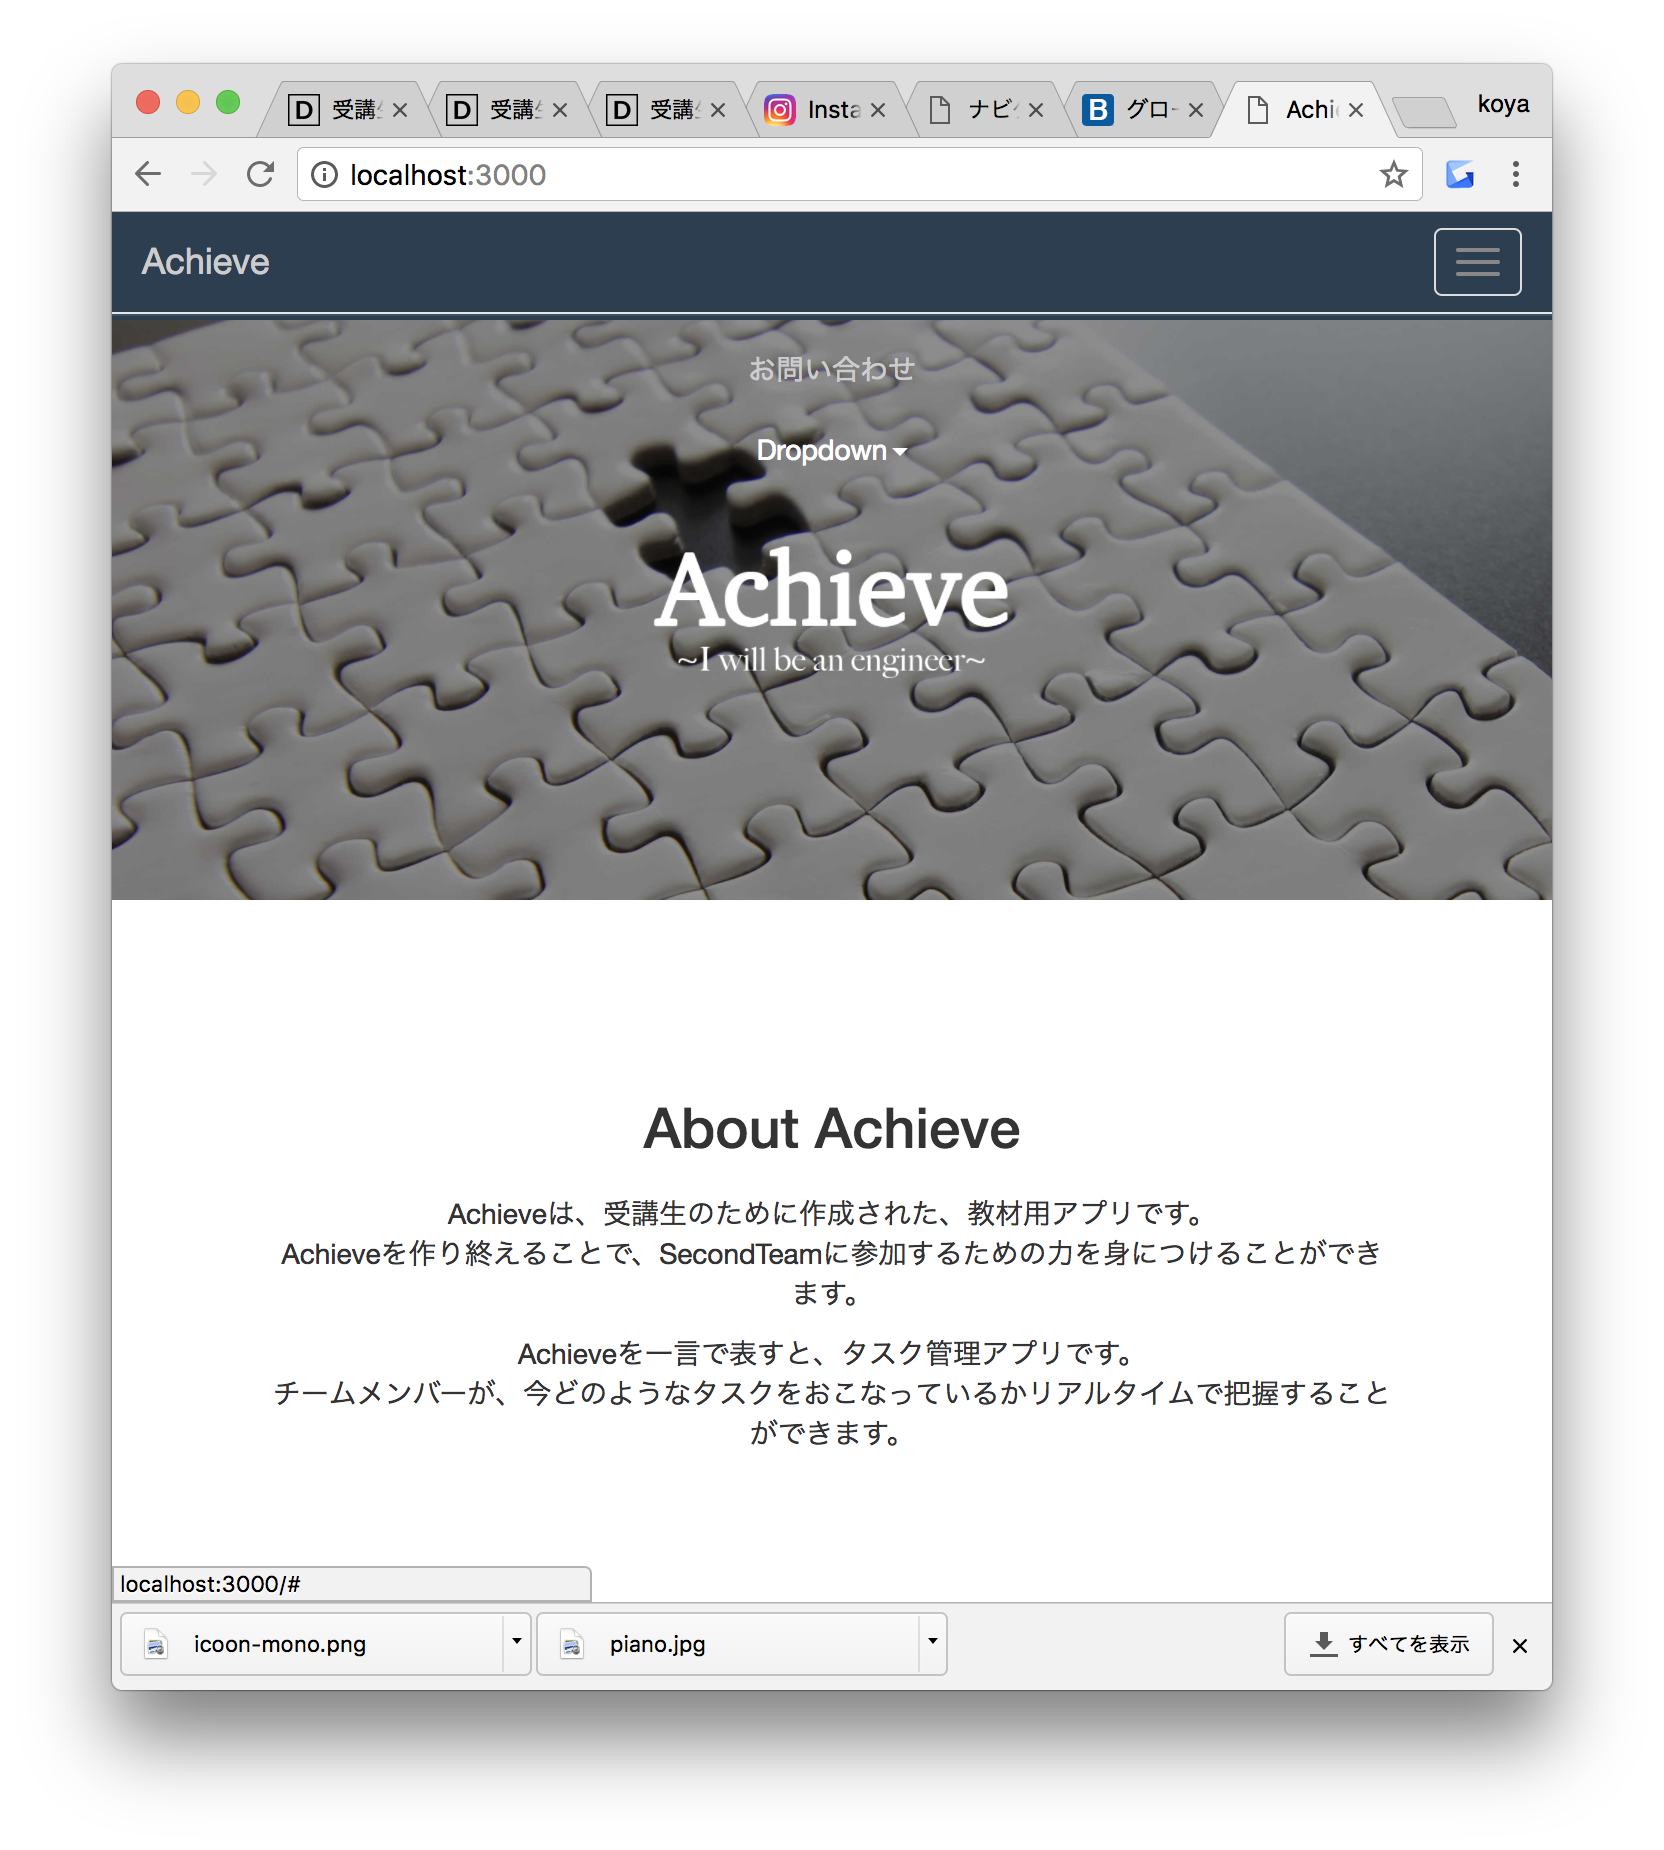 受講生
受講生
受講生
Insta
ナビ
グロー
Achi
koya
localhost:3000
Achieve
お問い合わせ
Dropdown
Achieve
~I will be an engineer~
About Achieve
Achieveは、受講生のために作成された、教材用アプリです。
Achieveを作り終えることで、SecondTeamに参加するための力を身につけることができ
ます。
Achieveを一言で表すと、タスク管理アプリです。
チームメンバーが、今どのようなタスクをおこなっているかリアルタイムで把握すること
ができます。
localhost:3000/#
icoon-mono.png
piano.jpg
すべてを表示